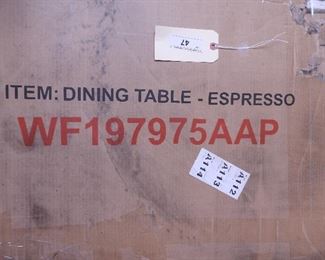 47
ITEM: DINING TABLE - ESPRESSO
WF197975AAP
A112
A113
A114